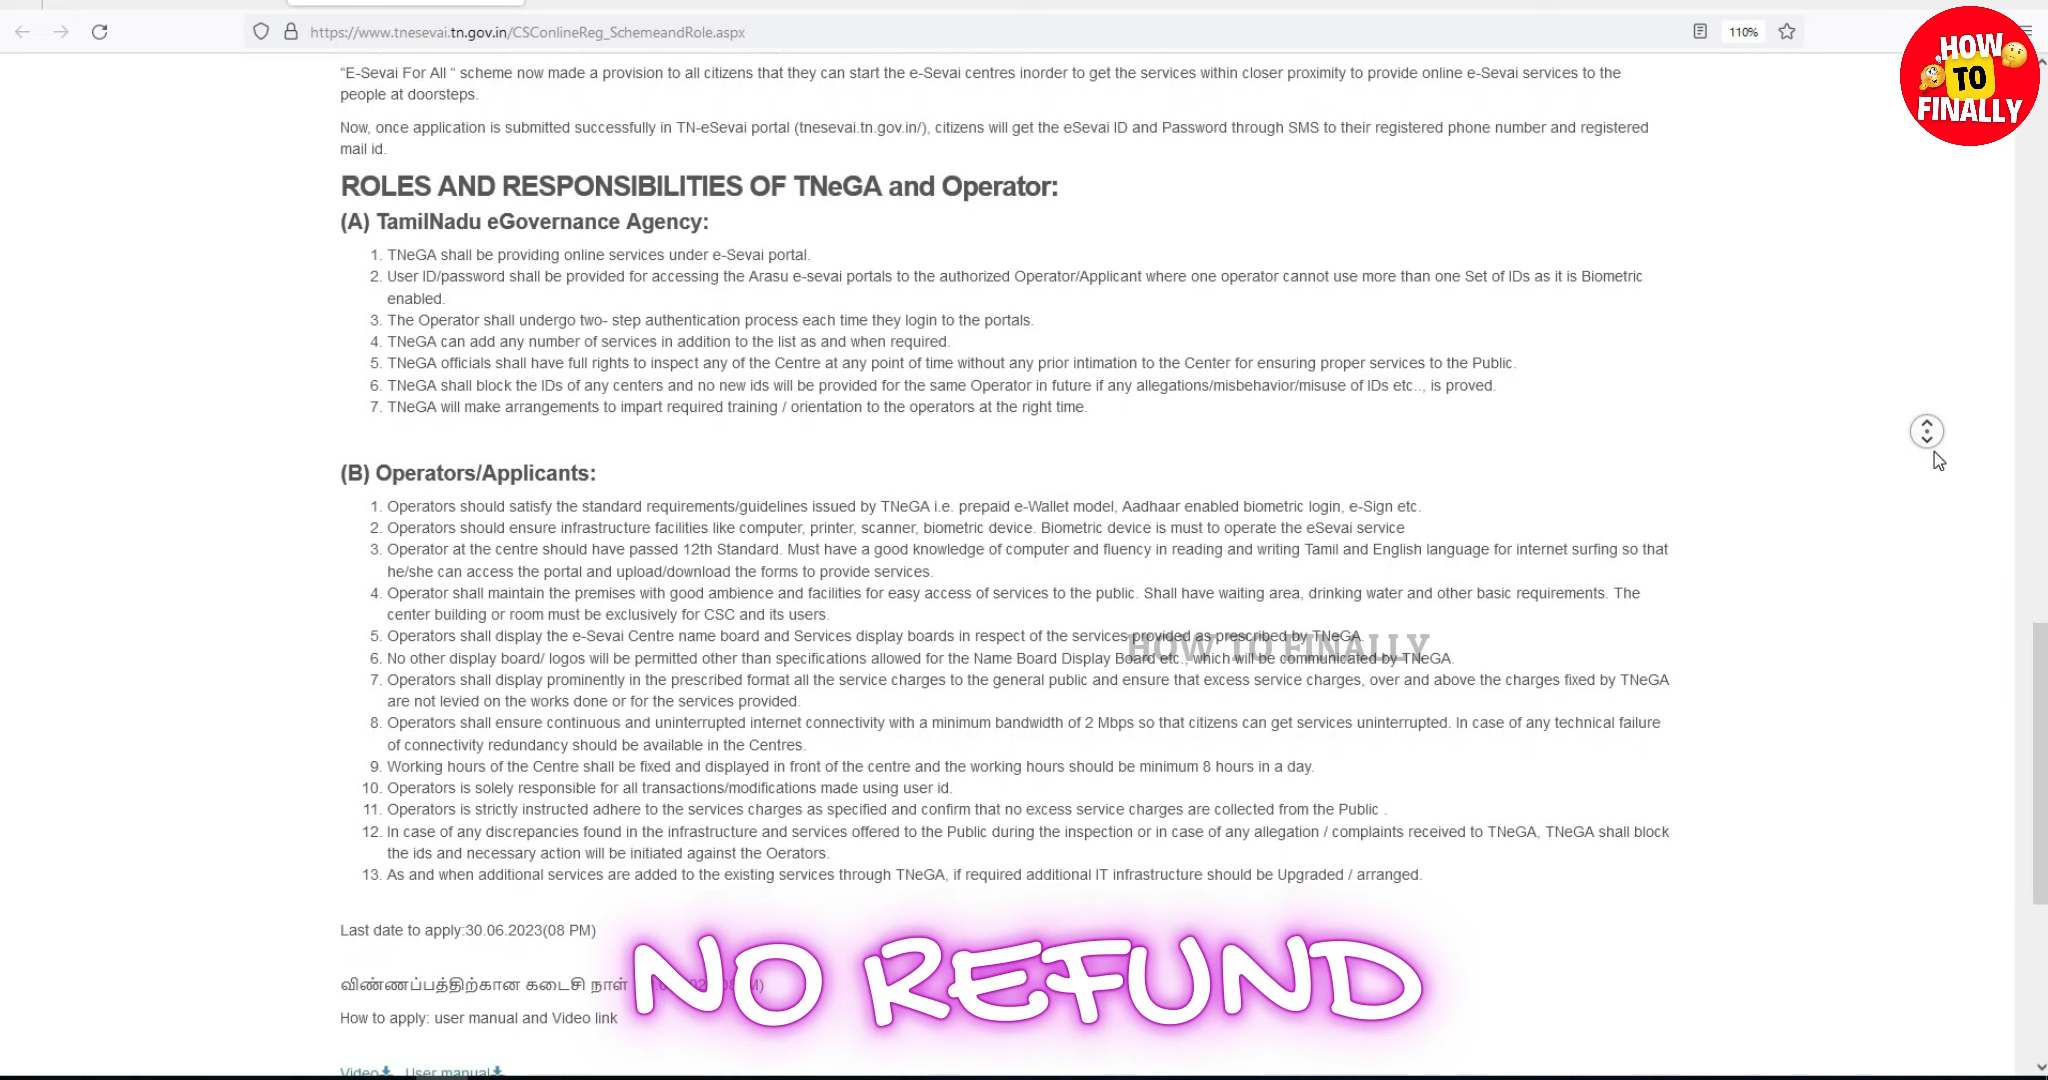 https://www.tnesevai.tn.gov.in/CSConlineReg_SchemeandRole.aspx
110%
HOW
TO
FINALLY
“E-Sevai For All “ scheme now made a provision to all citizens that they can start the e-Sevai centres inorder to get the services within closer proximity to provide online e-Sevai services to the
people at doorsteps.
Now, once application is submitted successfully in TN-eSevai portal (tnesevai.tn.gov.in/), citizens will get the eSevai ID and Password through SMS to their registered phone number and registered
mail id.
ROLES AND RESPONSIBILITIES OF TNeGA and Operator:
(A) TamilNadu eGovernance Agency:
1. TNeGA shall be providing online services under e-Sevai portal.
2. User ID/password shall be provided for accessing the Arasu e-sevai portals to the authorized Operator/Applicant where one operator cannot use more than one Set of IDs as it is Biometric
enabled.
3. The Operator shall undergo two- step authentication process each time they login to the portals.
4. TNeGA can add any number of services in addition to the list as and when required.
5. TNeGA officials shall have full rights to inspect any of the Centre at any point of time without any prior intimation to the Center for ensuring proper services to the Public.
6. TNeGA shall block the IDs of any centers and no new ids will be provided for the same Operator in future if any allegations/misbehavior/misuse of IDs etc.., is proved.
7. TNeGA will make arrangements to impart required training / orientation to the operators at the right time.
(B) Operators/Applicants:
1. Operators should satisfy the standard requirements/guidelines issued by TNeGA i.e. prepaid e-Wallet model, Aadhaar enabled biometric login, e-Sign etc.
2. Operators should ensure infrastructure facilities like computer, printer, scanner, biometric device. Biometric device is must to operate the eSevai service
3. Operator at the centre should have passed 12th Standard. Must have a good knowledge of computer and fluency in reading and writing Tamil and English language for internet surfing so that
he/she can access the portal and upload/download the forms to provide services.
4. Operator shall maintain the premises with good ambience and facilities for easy access of services to the public. Shall have waiting area, drinking water and other basic requirements. The
center building or room must be exclusively for CSC and its users.
5. Operators shall display the e-Sevai Centre name board and Services display boards in respect of the services provided as prescribed by TNeGA.
HOW TO FINALLY
6. No other display board/ logos will be permitted other than specifications allowed for the Name Board Display Board etc., which will be communicated by TNeGA.
7. Operators shall display prominently in the prescribed format all the service charges to the general public and ensure that excess service charges, over and above the charges fixed by TNeGA
are not levied on the works done or for the services provided.
8. Operators shall ensure continuous and uninterrupted internet connectivity with a minimum bandwidth of 2 Mbps so that citizens can get services uninterrupted. In case of any technical failure
of connectivity redundancy should be available in the Centres.
9. Working hours of the Centre shall be fixed and displayed in front of the centre and the working hours should be minimum 8 hours in a day.
10. Operators is solely responsible for all transactions/modifications made using user id.
11. Operators is strictly instructed adhere to the services charges as specified and confirm that no excess service charges are collected from the Public .
12. In case of any discrepancies found in the infrastructure and services offered to the Public during the inspection or in case of any allegation / complaints received to TNeGA, TNeGA shall block
the ids and necessary action will be initiated against the Oerators.
13. As and when additional services are added to the existing services through TNeGA, if required additional IT infrastructure should be Upgraded / arranged.
Last date to apply:30.06.2023(08 PM)
NO REFUND
விண்ணப்பத்திற்கான கடைசி நாள்
How to apply: user manual and Video link
Video User manual